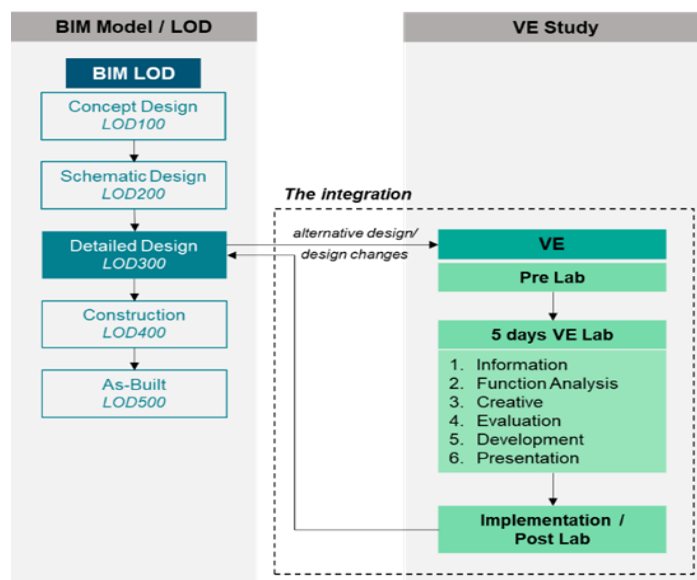 BIM Model / LOD
BIM LOD
Concept Design
LOD100
Schematic Design
LOD200
Detailed Design
LOD300
Construction
LOD400
As-Built
LOD500
The integration
alternative design/
design changes
VE Study
VE
Pre Lab
5 days VE Lab
1. Information
2. Function Analysis
3. Creative
4. Evaluation
5. Development
6. Presentation
Implementation /
Post Lab